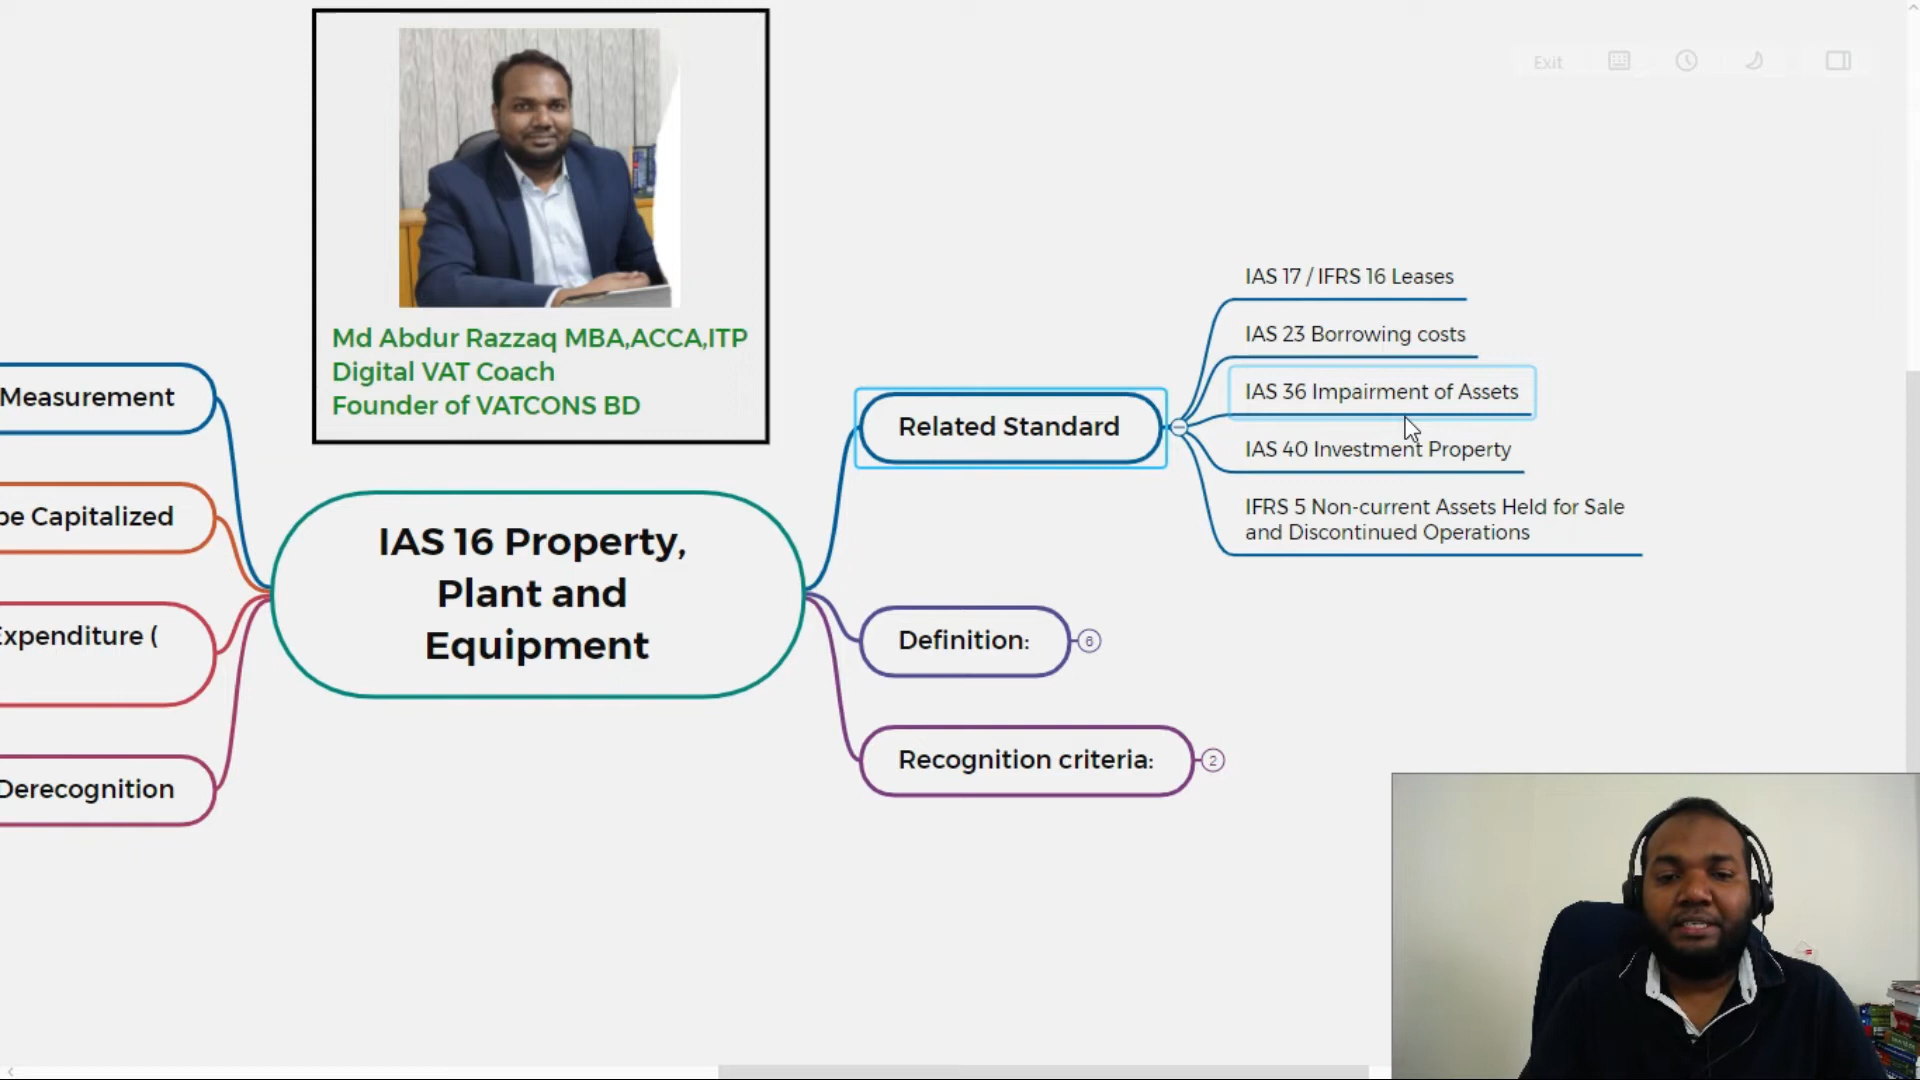 Exit
Md Abdur Razzaq MBA,ACCA,ITP
Digital VAT Coach
Founder of VATCONS BD
Measurement
be Capitalized
Expenditure (
Derecognition
IAS 16 Property,
Plant and
Equipment
Related Standard
IAS 17 / IFRS 16 Leases
IAS 23 Borrowing costs
IAS 36 Impairment of Assets
IAS 40 Investment Property
IFRS 5 Non-current Assets Held for Sale
and Discontinued Operations
Definition:
6
Recognition criteria:
2